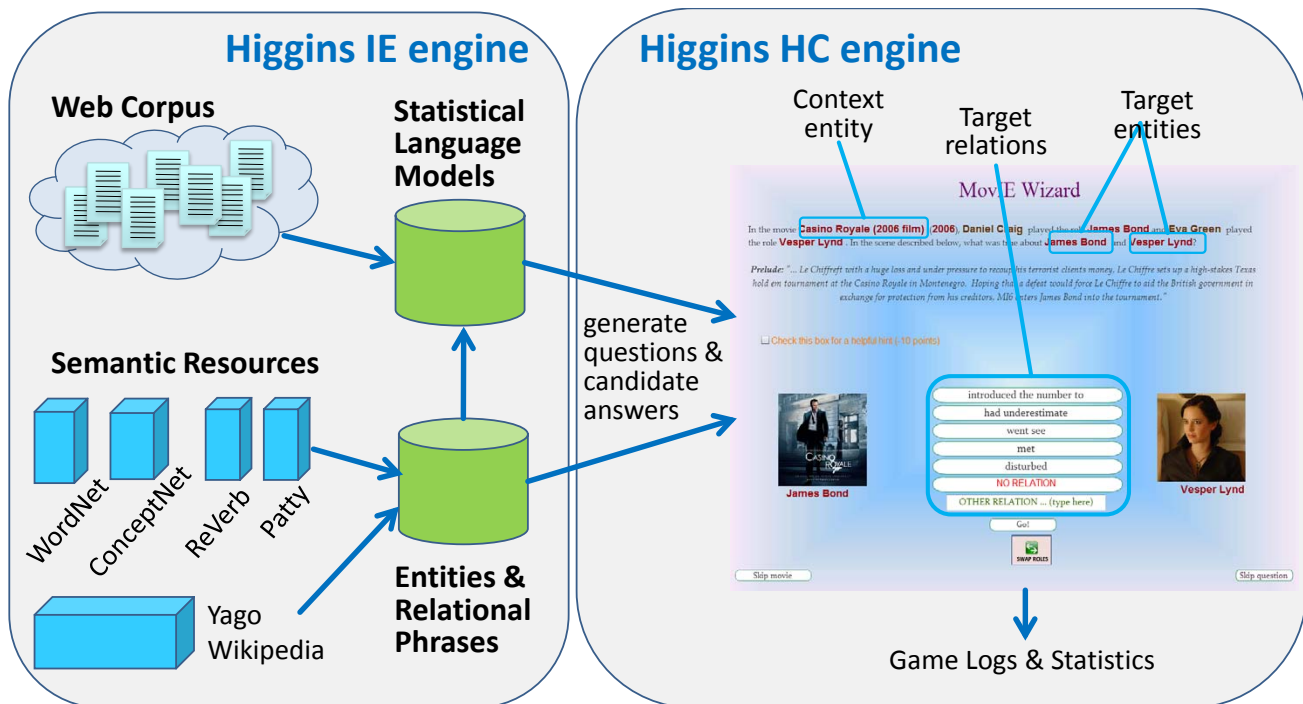 Higgins IE engine
Web Corpus
Statistical
Language
Models
Semantic Resources
WordNet
ConceptNet
ReVerb
Patty
Yago
Wikipedia
Entities &
Relational
Phrases
generate
questions &
candidate
answers
Higgins HC engine
Context
entity
Target
relations
Target
entities
MovIE Wizard
In the movie Casino Royale (2006 film) (2006), Daniel Craig played the role James Bond and Eva Green played
the role Vesper Lynd . In the scene described below, what was true about James Bond and Vesper Lynd?
Prelude: "... Le Chiffreft with a huge loss and under pressure to recoup his terrorist clients money, Le Chiffre sets up a high-stakes Texas
hold em tournament at the Casino Royale in Montenegro. Hoping that a defeat would force Le Chiffre to aid the British government in
exchange for protection from his creditors, MI6 enters James Bond into the tournament."
Check this box for a helpful hint (-10 points)
CASINO
ROYALE
James Bond
introduced the number to
had underestimate
went see
met
disturbed
NO RELATION
OTHER RELATION ... (type here)
Go!
SWAP ROLES
Vesper Lynd
Skip movie
Skip question
Game Logs & Statistics